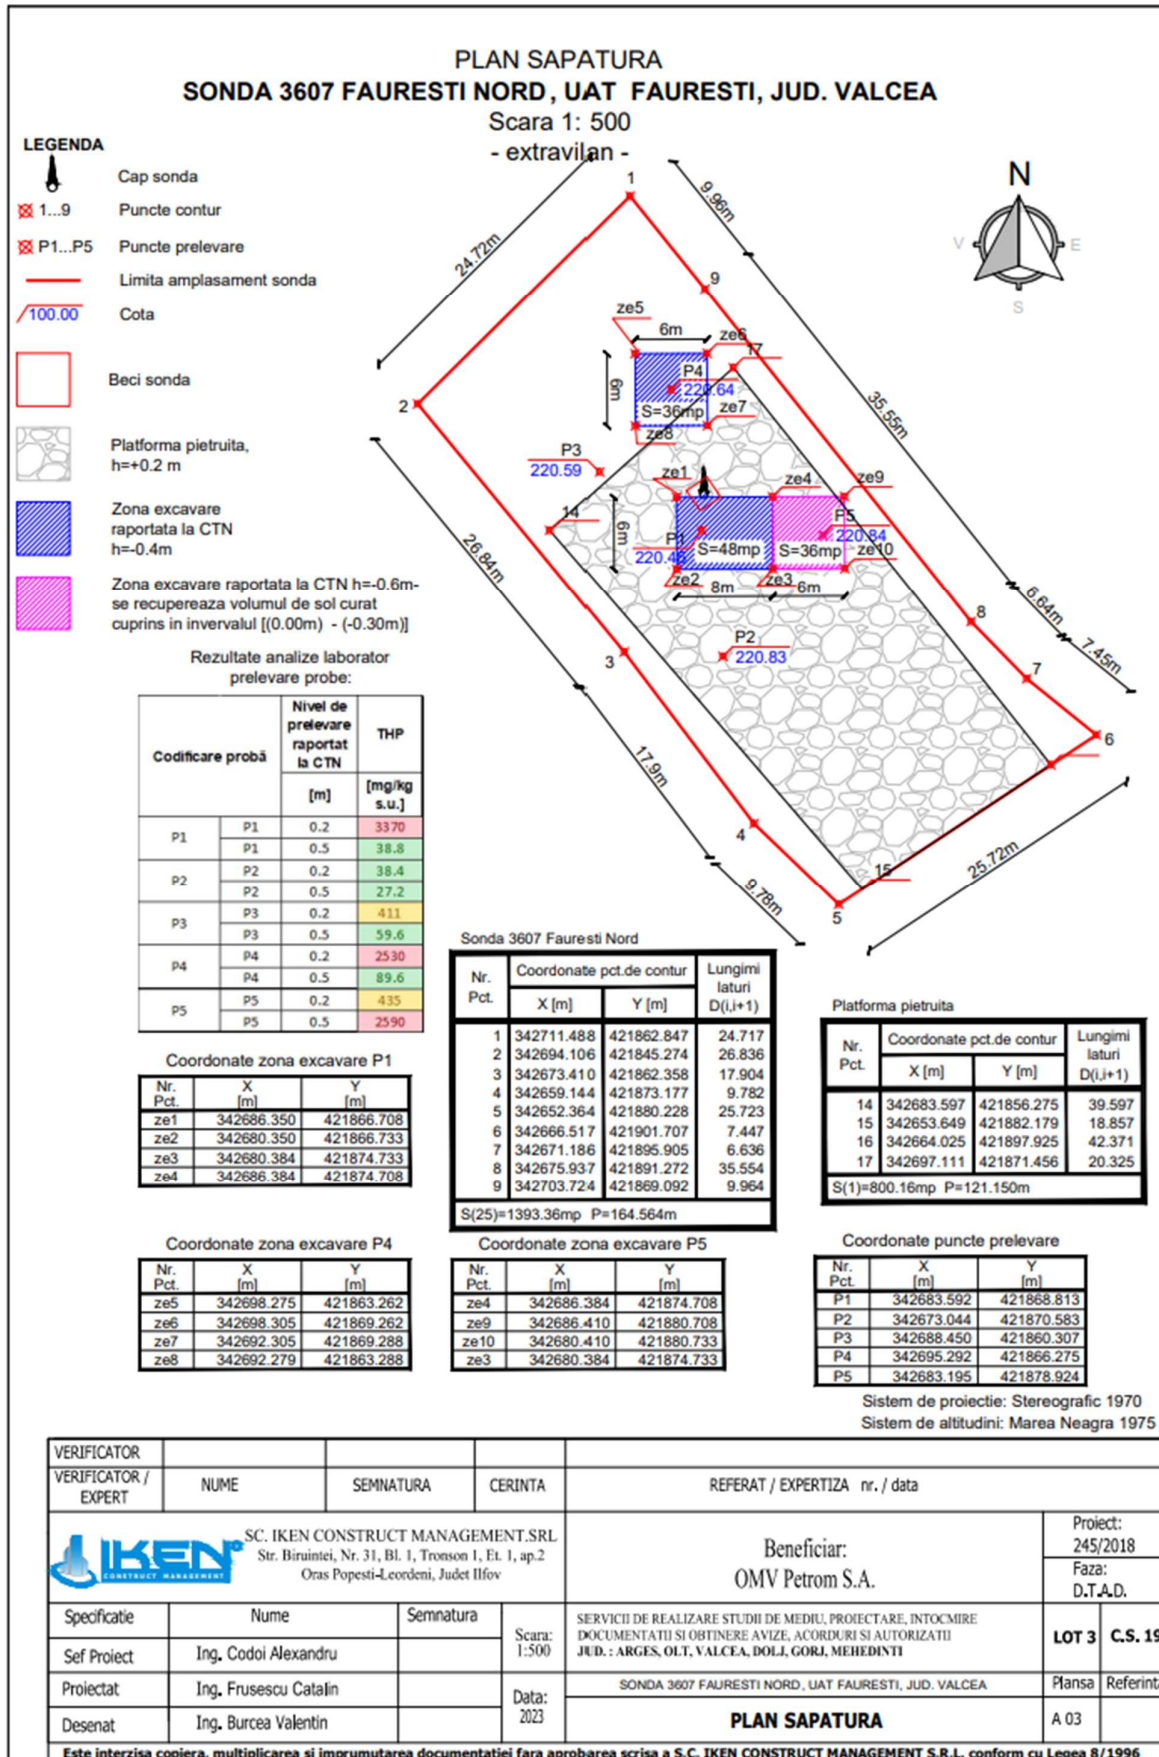 PLAN SAPATURA
SONDA 3607 FAURESTI NORD, UAT FAURESTI, JUD. VALCEA
Scara 1: 500
- extravilan -
LEGENDA
Cap sonda
1...9 Puncte contur
P1...P5 Puncte prelevare
Limita amplasament sonda
100.00 Cota
Beci sonda
Platforma pietruita,
h=+0.2 m
Zona excavare
raportata la CTN
h=-0.4m
Zona excavare raportata la CTN h=-0.6m-
se recupereaza volumul de sol curat
cuprins in invervalul [(0.00m) - (-0.30m)]
N
V E
S
1
9.96m
24.72m
9
ze5
6m
ze6
17
P4
220.64
6m
S=36mp
ze7
ze8
2
35.55m
P3
220.59
ze1
ze4
ze9
14
6m
P1
220.46
S=48mp
P5
220.84
S=36mp
ze10
ze2
ze3
8m
6m
26.84m
8
6.64m
P2
220.83
7.45m
3
7
6
17.9m
4
25.72m
15
9.78m
5
Rezultate analize laborator
prelevare probe:
Codificare probă Nivel de prelevare raportat la CTN THP
[m] [mg/kg s.u.]
P1 P1 0.2 3370
P1 0.5 38.8
P2 P2 0.2 38.4
P2 0.5 27.2
P3 P3 0.2 411
P3 0.5 59.6
P4 P4 0.2 2530
P4 0.5 89.6
P5 P5 0.2 435
P5 0.5 2590
Sonda 3607 Fauresti Nord
Nr. Pct. Coordonate pct.de contur Lungimi laturi D(i,i+1)
X [m] Y [m]
1 342711.488 421862.847 24.717
2 342694.106 421845.274 26.836
3 342673.410 421862.358 17.904
4 342659.144 421873.177 9.782
5 342652.364 421880.228 25.723
6 342666.517 421901.707 7.447
7 342671.186 421895.905 6.636
8 342675.937 421891.272 35.554
9 342703.724 421869.092 9.964
S(25)=1393.36mp P=164.564m
Platforma pietruita
Nr. Pct. Coordonate pct.de contur Lungimi laturi D(i,i+1)
X [m] Y [m]
14 342683.597 421856.275 39.597
15 342653.649 421882.179 18.857
16 342664.025 421897.925 42.371
17 342697.111 421871.456 20.325
S(1)=800.16mp P=121.150m
Coordonate zona excavare P1
Nr. Pct. X [m] Y [m]
ze1 342686.350 421866.708
ze2 342680.350 421866.733
ze3 342680.384 421874.733
ze4 342686.384 421874.708
Coordonate zona excavare P4
Nr. Pct. X [m] Y [m]
ze5 342698.275 421863.262
ze6 342698.305 421869.262
ze7 342692.305 421869.288
ze8 342692.279 421863.288
Coordonate zona excavare P5
Nr. Pct. X [m] Y [m]
ze4 342686.384 421874.708
ze9 342686.410 421880.708
ze10 342680.410 421880.733
ze3 342680.384 421874.733
Coordonate puncte prelevare
Nr. Pct. X [m] Y [m]
P1 342683.592 421868.813
P2 342673.044 421870.583
P3 342688.450 421860.307
P4 342695.292 421866.275
P5 342683.195 421878.924
Sistem de proiectie: Stereografic 1970
Sistem de altitudini: Marea Neagra 1975
VERIFICATOR
VERIFICATOR / EXPERT NUME SEMNATURA CERINTA REFERAT / EXPERTIZA nr. / data
IKEN
CONSTRUCT MANAGEMENT
SC. IKEN CONSTRUCT MANAGEMENT.SRL
Str. Biruintei, Nr. 31, Bl. 1, Tronson 1, Et. 1, ap.2
Oras Popesti-Leordeni, Judet Ilfov
Beneficiar:
OMV Petrom S.A.
Proiect:
245/2018
Faza:
D.T.A.D.
Specificatie Nume Semnatura
Scara:
1:500
SERVICII DE REALIZARE STUDII DE MEDIU, PROIECTARE, INTOCMIRE
DOCUMENTATII SI OBTINERE AVIZE, ACORDURI SI AUTORIZATII
JUD. : ARGES, OLT, VALCEA, DOLJ, GORJ, MEHEDINTI
LOT 3 C.S. 19
Sef Proiect Ing. Codoi Alexandru
Proiectat Ing. Frusescu Catalin
Data:
2023
SONDA 3607 FAURESTI NORD, UAT FAURESTI, JUD. VALCEA
Plansa Referinta
Desenat Ing. Burcea Valentin
PLAN SAPATURA
A 03
Este interzisa copierea, multiplicarea si imprumutarea documentatiei fara aprobarea scrisa a S.C. IKEN CONSTRUCT MANAGEMENT S.R.L. conform cu Legea 8/1996